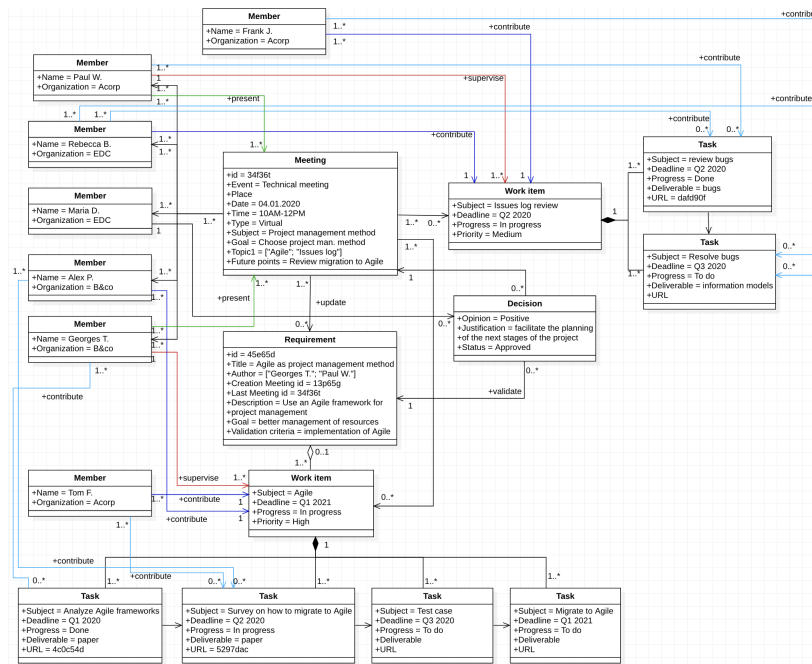 Member
+Name = Frank J.
+Organization = Acorp
1..*
1..*
+contribute
+contribu
Member
+Name = Paul W.
+Organization = Acorp
1..*
1
1..*
+contribute
+supervise
+present
1..*
1..*
1..*
+contribute
+contribute
Member
+Name = Rebecca B.
+Organization = EDC
1..*
1..*
+contribute
0..*
0..*
1..*
Meeting
+id = 34f36t
+Event = Technical meeting
+Place
+Date = 04.01.2020
+Time = 10AM-12PM
+Type = Virtual
+Subject = Project management method
+Goal = Choose project man. method
+Topic1 = ["Agile"; "Issues log"]
+Future points = Review migration to Agile
1
1..*
1
Work item
+Subject = Issues log review
+Deadline = Q2 2020
+Progress = In progress
+Priority = Medium
Task
+Subject = review bugs
+Deadline = Q2 2020
+Progress = Done
+Deliverable = bugs
+URL = dafd90f
1..*
1
1..*
Member
+Name = Maria D.
+Organization = EDC
1..*
1
1..*
1..*
0..*
1..*
Task
+Subject = Resolve bugs
+Deadline = Q3 2020
+Progress = To do
+Deliverable = information models
+URL
0..*
0..*
Member
+Name = Alex P.
+Organization = B&co
1..*
1..*
1..*
+present
1..*
1..*
1
0..*
+update
0..*
0..*
Decision
+Opinion = Positive
+Justification = facilitate the planning
+of the next stages of the project
+Status = Approved
0..*
+validate
1
Member
+Name = Georges T.
+Organization = B&co
1..*
1..*
1
1..*
+contribute
Requirement
+id = 45e65d
+Title = Agile as project management method
+Author = ["Georges T."; "Paul W."]
+Creation Meeting id = 13p65g
+Last Meeting id = 34f36t
+Description = Use an Agile framework for
+project management
+Goal = better management of resources
+Validation criteria = implementation of Agile
0..1
1..*
Member
+Name = Tom F.
+Organization = Acorp
1..*
1..*
+supervise
1..*
+contribute
1
+contribute
1
Work item
+Subject = Agile
+Deadline = Q1 2021
+Progress = In progress
+Priority = High
0..*
1
+contribute
+contribute
0..*
1..*
0..*
0..*
1..*
1..*
1..*
Task
+Subject = Analyze Agile frameworks
+Deadline = Q1 2020
+Progress = Done
+Deliverable = paper
+URL = 4c0c54d
Task
+Subject = Survey on how to migrate to Agile
+Deadline = Q2 2020
+Progress = In progress
+Deliverable = paper
+URL = 5297dac
Task
+Subject = Test case
+Deadline = Q3 2020
+Progress = To do
+Deliverable
+URL
Task
+Subject = Migrate to Agile
+Deadline = Q1 2021
+Progress = To do
+Deliverable
+URL